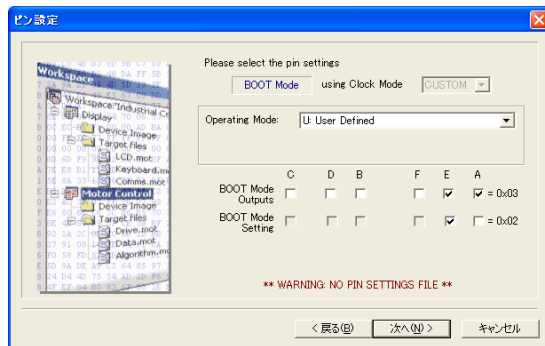 ピン設定
Workspace
Workspace "Industrial Co
Display
Device Image
Target files
LCD.mot
Keyboard.m
Comms.mot
Motor Control
Device Image
Target files
Drive.mot
Data.mot
Algorithm.m
Please select the pin settings
BOOT Mode using Clock Mode CUSTOM
Operating Mode: U: User Defined
C D B F E A
BOOT Mode Outputs = 0x03
BOOT Mode Setting = 0x02
** WARNING: NO PIN SETTINGS FILE **
< 戻る(B) 次へ(N) > キャンセル